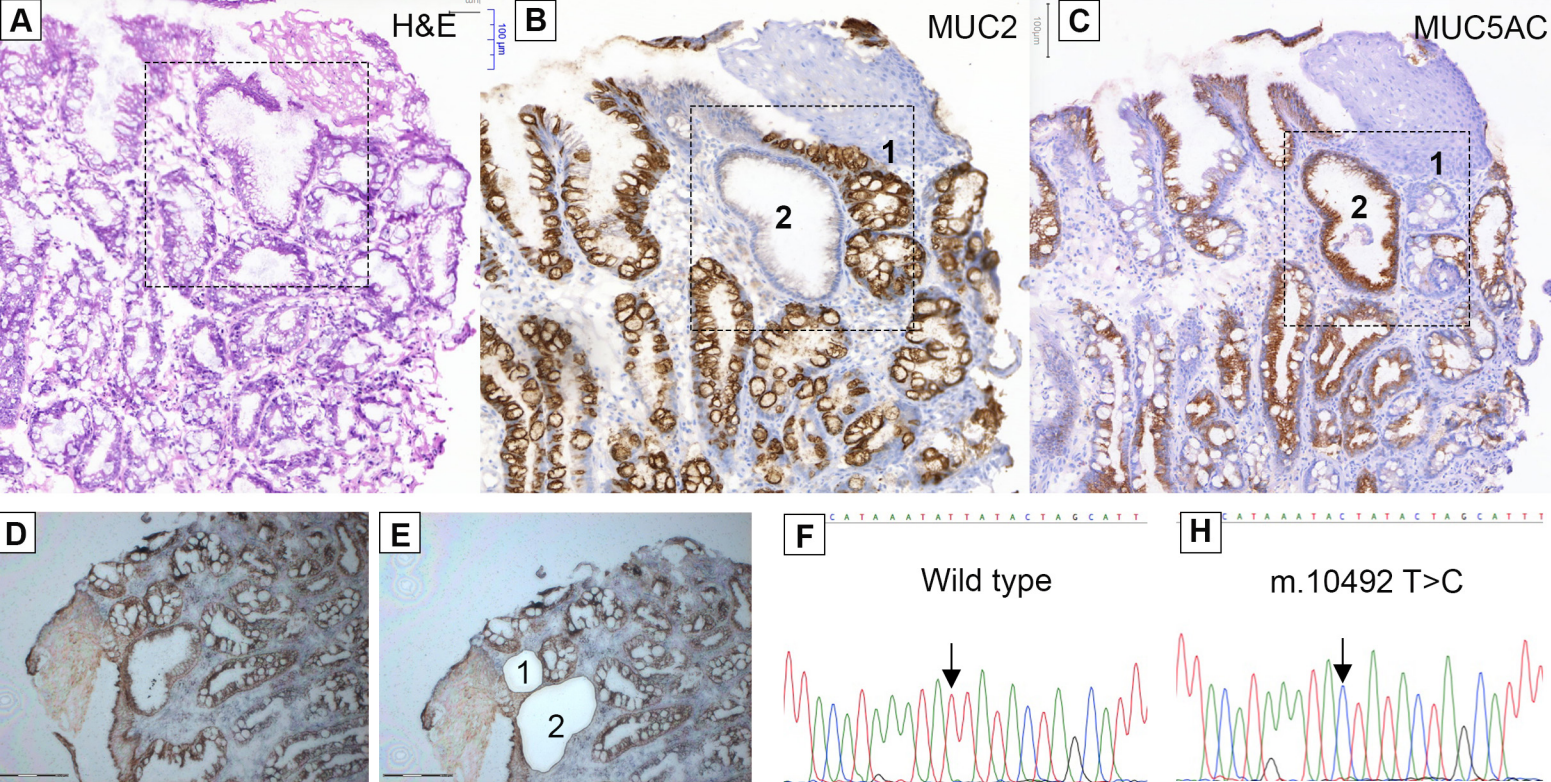 A
H&E
100 µm
B
MUC2
1
2
100µm
C
MUC5AC
1
2
D
E
1
2
F
CATAAATATTATACTAGCATT
Wild type
H
CATAAATACTATACTAGCATTT
m.10492 T>C